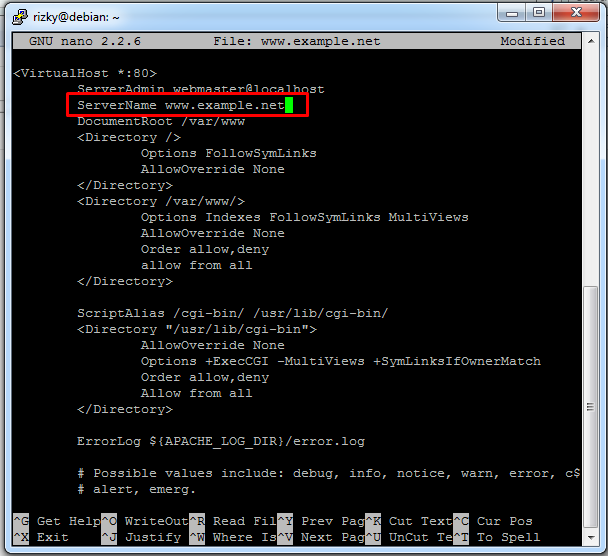 rizky@debian: ~
GNU nano 2.2.6 File: www.example.net Modified
<VirtualHost *:80>
ServerAdmin webmaster@localhost
ServerName www.example.net
DocumentRoot /var/www
<Directory />
Options FollowSymLinks
AllowOverride None
</Directory>
<Directory /var/www/>
Options Indexes FollowSymLinks MultiViews
AllowOverride None
Order allow,deny
allow from all
</Directory>
ScriptAlias /cgi-bin/ /usr/lib/cgi-bin/
<Directory "/usr/lib/cgi-bin">
AllowOverride None
Options +ExecCGI -MultiViews +SymLinksIfOwnerMatch
Order allow,deny
Allow from all
</Directory>
ErrorLog ${APACHE_LOG_DIR}/error.log
# Possible values include: debug, info, notice, warn, error, c$
# alert, emerg.
^G Get Help^O WriteOut^R Read Fil^Y Prev Pag^K Cut Text^C Cur Pos
^X Exit ^J Justify ^W Where Is^V Next Pag^U UnCut Te^T To Spell